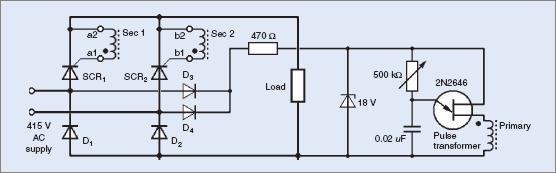 a2
Sec 1
b2
Sec 2
470 Ω
a1
b1
SCR1
SCR2
D3
500 kΩ
2N2646
Load
18 V
415 V
AC
supply
D1
D2
D4
0.02 uF
Pulse
transformer
Primary